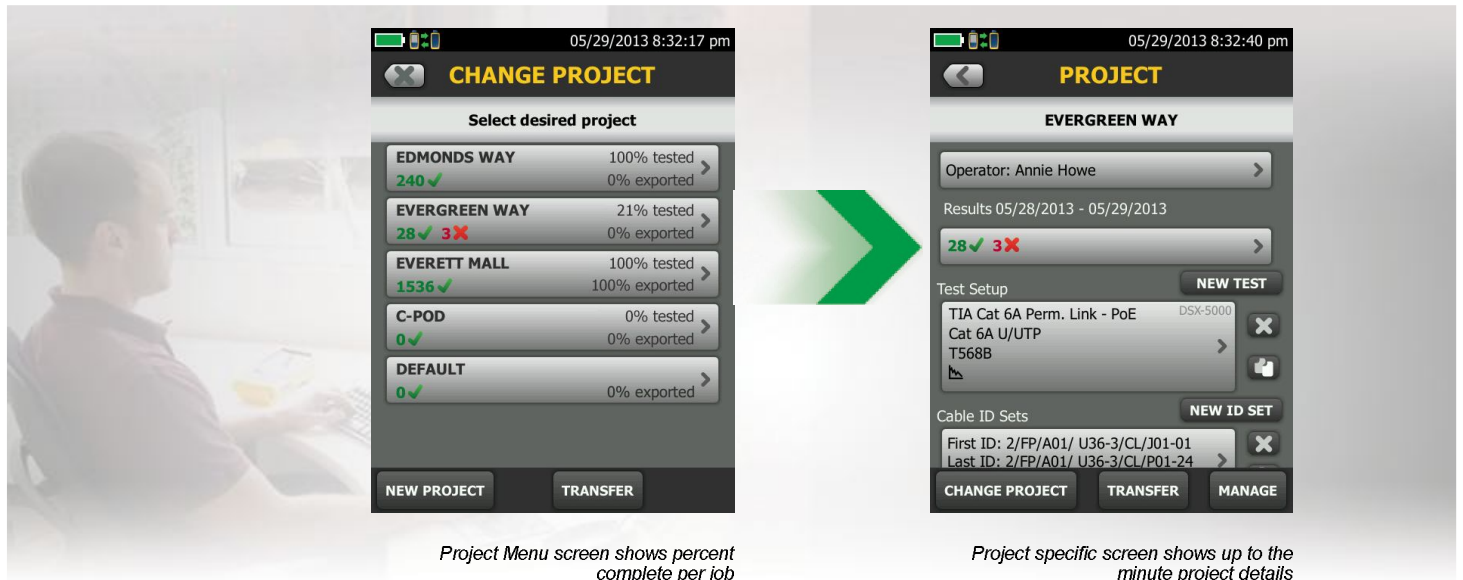 05/29/2013 8:32:17 pm
CHANGE PROJECT
Select desired project
EDMONDS WAY 100% tested
240 0% exported
EVERGREEN WAY 21% tested
28 3 0% exported
EVERETT MALL 100% tested
1536 100% exported
C-POD 0% tested
0 0% exported
DEFAULT
0 0% exported
NEW PROJECT TRANSFER
Project Menu screen shows percent
complete per job
05/29/2013 8:32:40 pm
PROJECT
EVERGREEN WAY
Operator: Annie Howe
Results 05/28/2013 - 05/29/2013
28 3
Test Setup NEW TEST
TIA Cat 6A Perm. Link - PoE DSX-5000
Cat 6A U/UTP
T568B
Cable ID Sets NEW ID SET
First ID: 2/FP/A01/ U36-3/CL/J01-01
Last ID: 2/FP/A01/ U36-3/CL/P01-24
CHANGE PROJECT TRANSFER MANAGE
Project specific screen shows up to the
minute project details